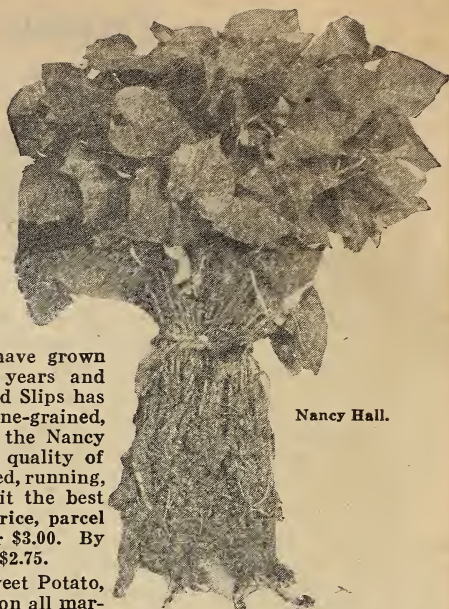 have grown
years and
d Slips has
ne-grained,
the Nancy
quality of
ed, running,
it the best
rice, parcel
r $3.00. By
$2.75.
eet Potato,
on all mar-
Nancy Hall.